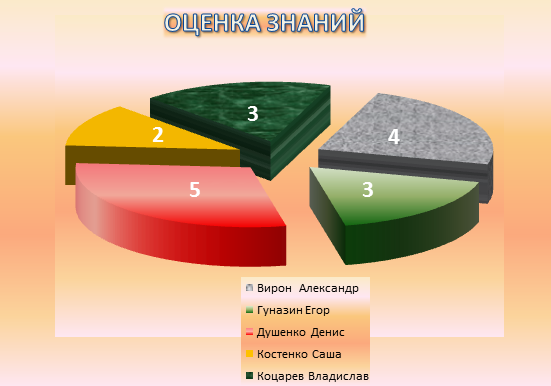 ОЦЕНКА ЗНАНИЙ
3
2
4
5
3
Вирон Александр
Гуназин Егор
Душенко Денис
Костенко Саша
Коцарев Владислав